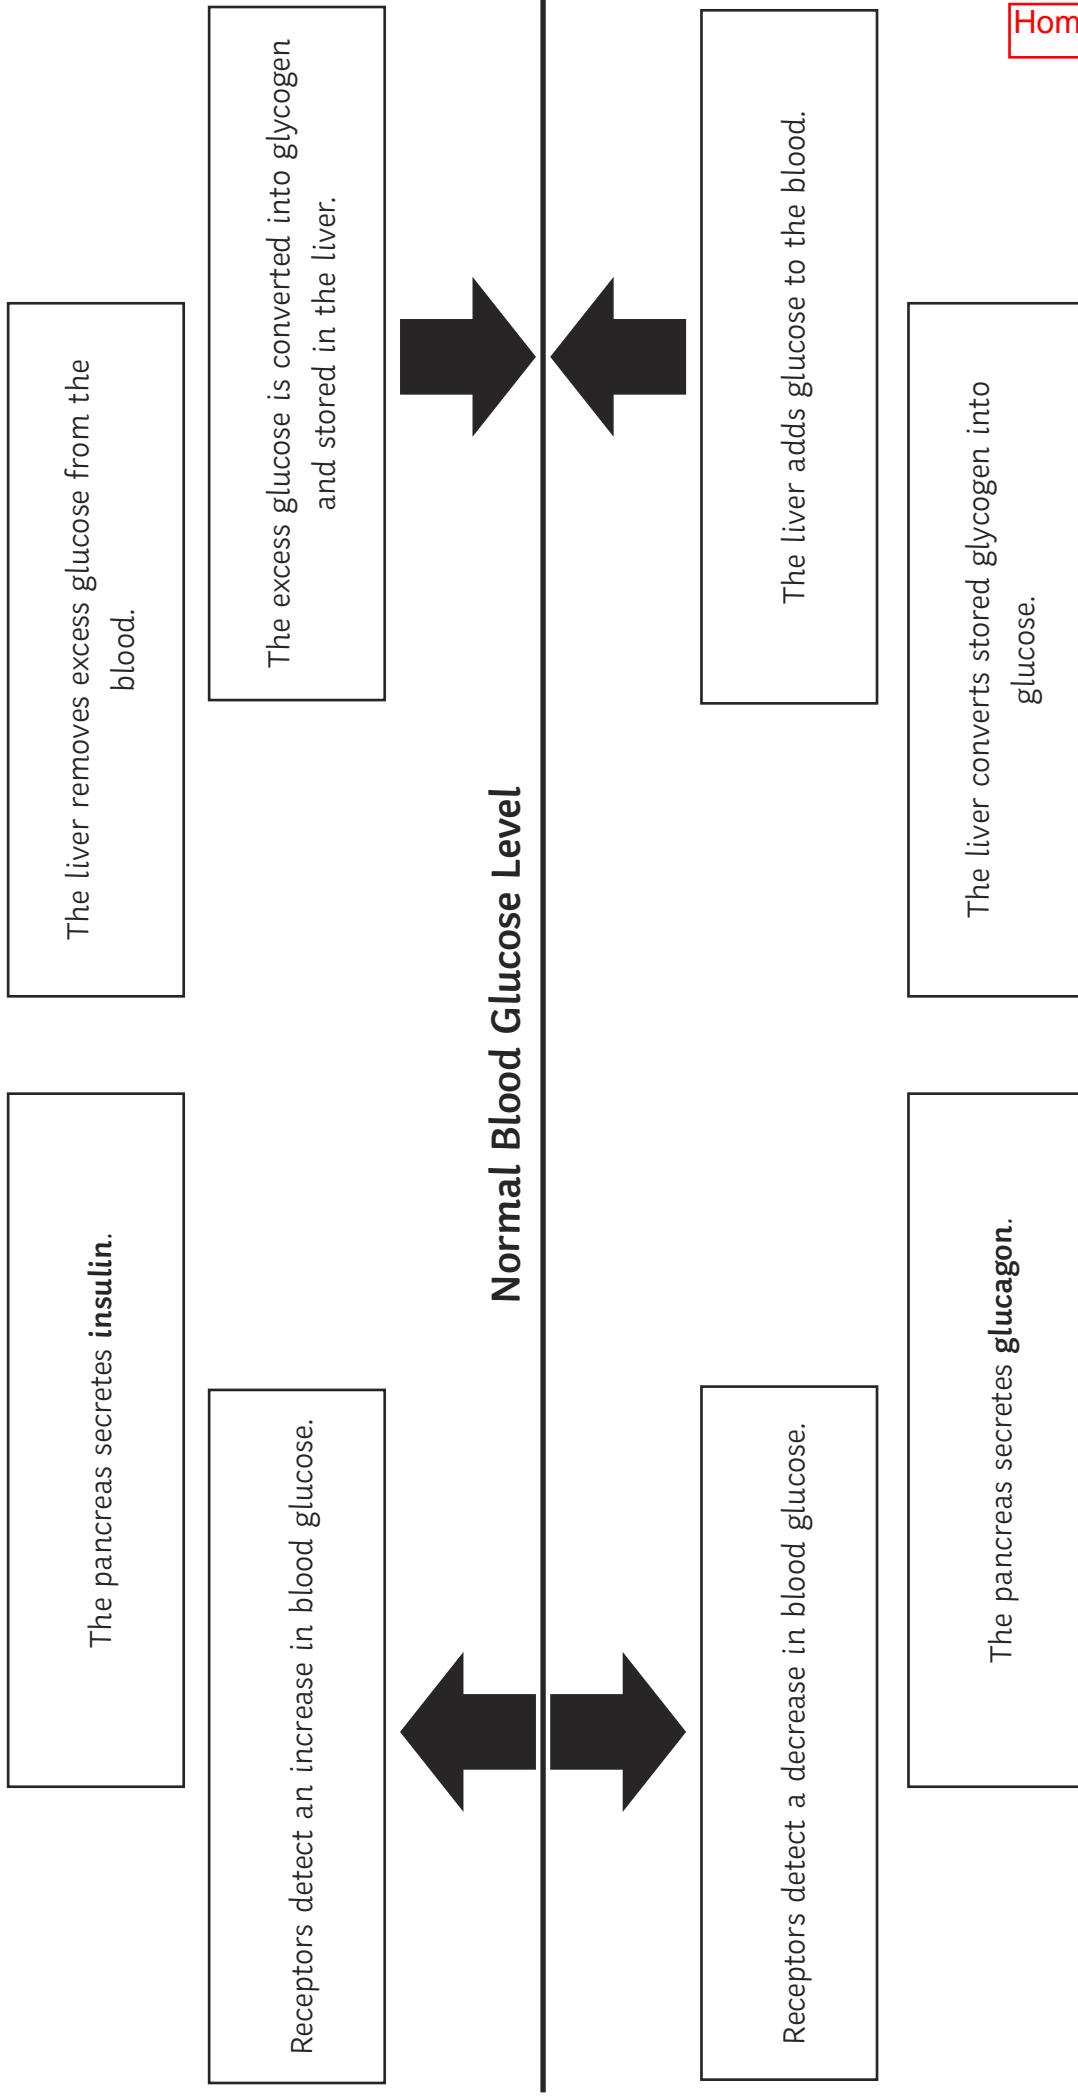 The pancreas secretes insulin.
The liver removes excess glucose from the
blood.
Receptors detect an increase in blood glucose.
The excess glucose is converted into glycogen
and stored in the liver.
Normal Blood Glucose Level
Receptors detect a decrease in blood glucose.
The liver adds glucose to the blood.
The pancreas secretes glucagon.
The liver converts stored glycogen into
glucose.
Hom